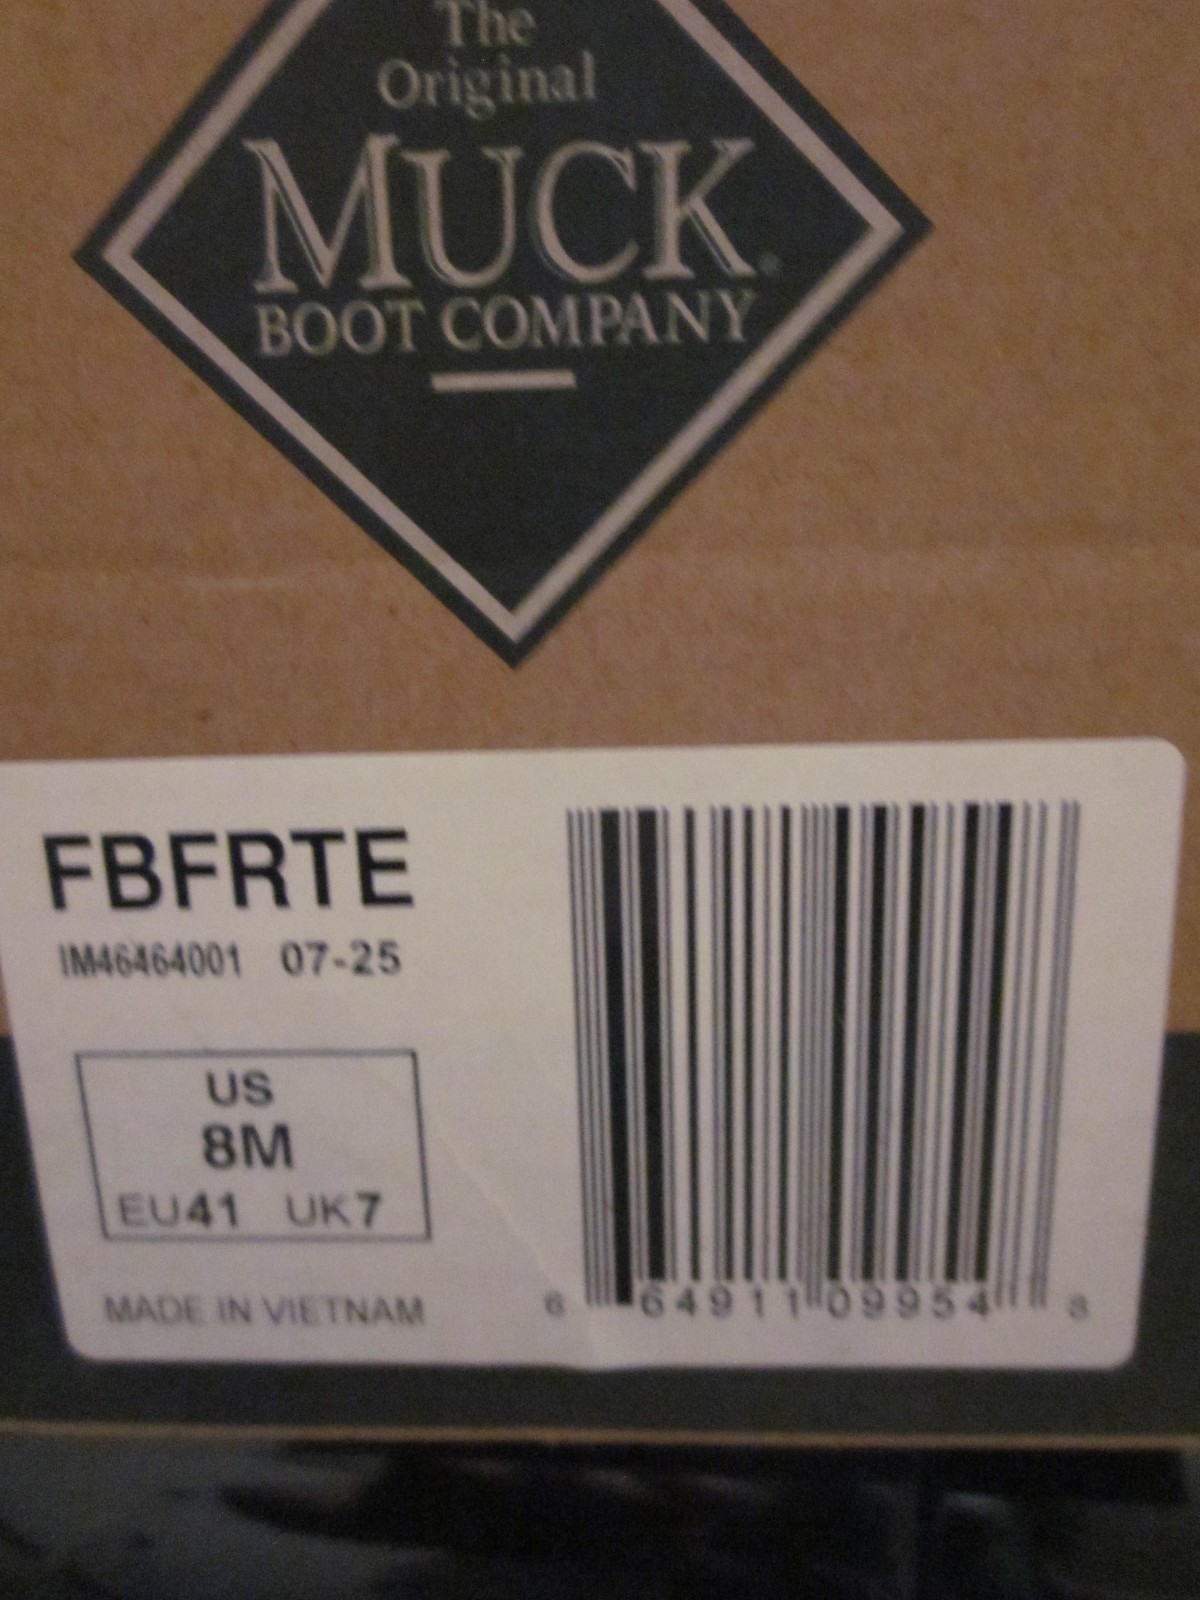 The
Original
MUCK®
BOOT COMPANY
FBFRTE
IM46464001 07-25
US
8M
EU41 UK7
MADE IN VIETNAM
6 64911 09954 8